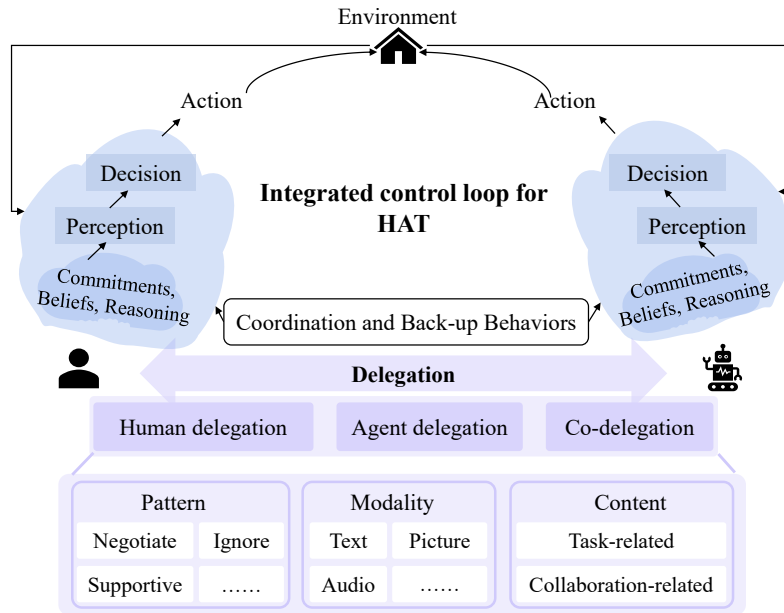 Environment
Action
Action
Decision
Decision
Integrated control loop for
HAT
Perception
Perception
Commitments,
Beliefs, Reasoning
Commitments,
Beliefs, Reasoning
Coordination and Back-up Behaviors
Delegation
Human delegation
Agent delegation
Co-delegation
Pattern
Negotiate
Ignore
Supportive
……
Modality
Text
Picture
Audio
……
Content
Task-related
Collaboration-related